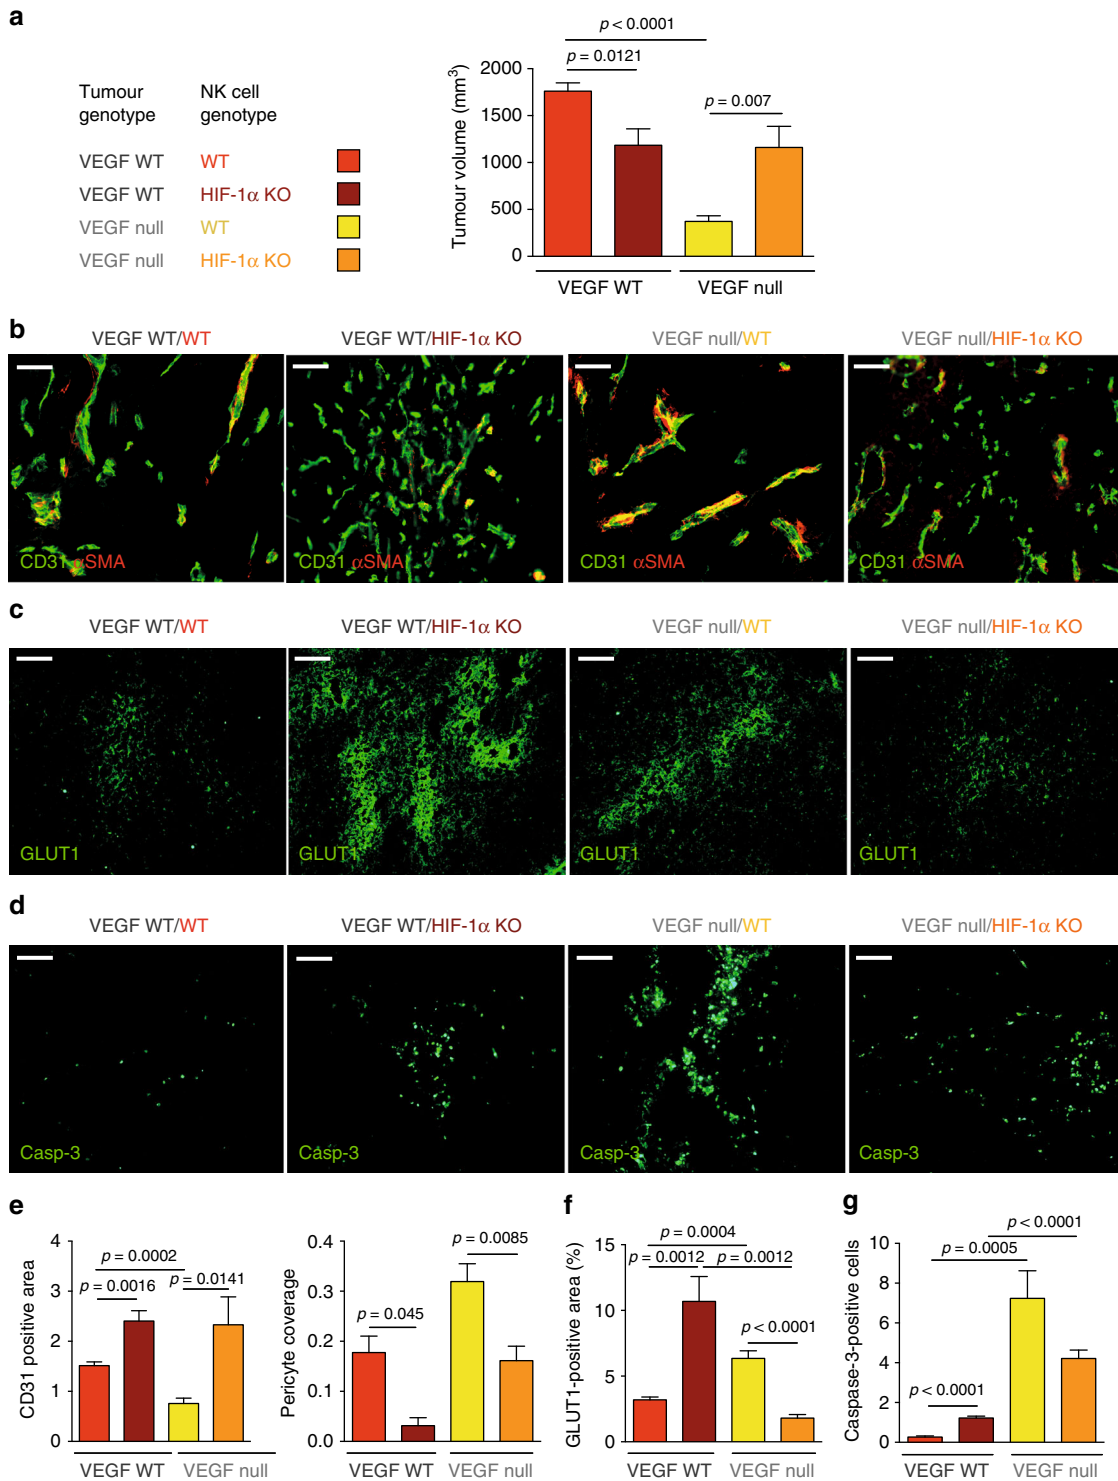 a
Tumour genotype
NK cell genotype
VEGF WT WT
VEGF WT HIF-1α KO
VEGF null WT
VEGF null HIF-1α KO
p < 0.0001
p = 0.0121
p = 0.007
Tumour volume (mm³)
2000
1500
1000
500
0
VEGF WT
VEGF null
b
VEGF WT/WT
VEGF WT/HIF-1α KO
VEGF null/WT
VEGF null/HIF-1α KO
CD31 αSMA
CD31 αSMA
CD31 αSMA
CD31 αSMA
c
VEGF WT/WT
VEGF WT/HIF-1α KO
VEGF null/WT
VEGF null/HIF-1α KO
GLUT1
GLUT1
GLUT1
GLUT1
d
VEGF WT/WT
VEGF WT/HIF-1α KO
VEGF null/WT
VEGF null/HIF-1α KO
Casp-3
Casp-3
Casp-3
Casp-3
e
CD31 positive area
4
3
2
1
0
p = 0.0002
p = 0.0016
p = 0.0141
VEGF WT
VEGF null
Pericyte coverage
0.4
0.3
0.2
0.1
0.0
p = 0.0085
p = 0.045
VEGF WT
VEGF null
f
GLUT1-positive area (%)
15
10
5
0
p = 0.0004
p = 0.0012
p = 0.0012
p < 0.0001
VEGF WT
VEGF null
g
Caspase-3-positive cells
10
8
6
4
2
0
p < 0.0001
p = 0.0005
p < 0.0001
VEGF WT
VEGF null